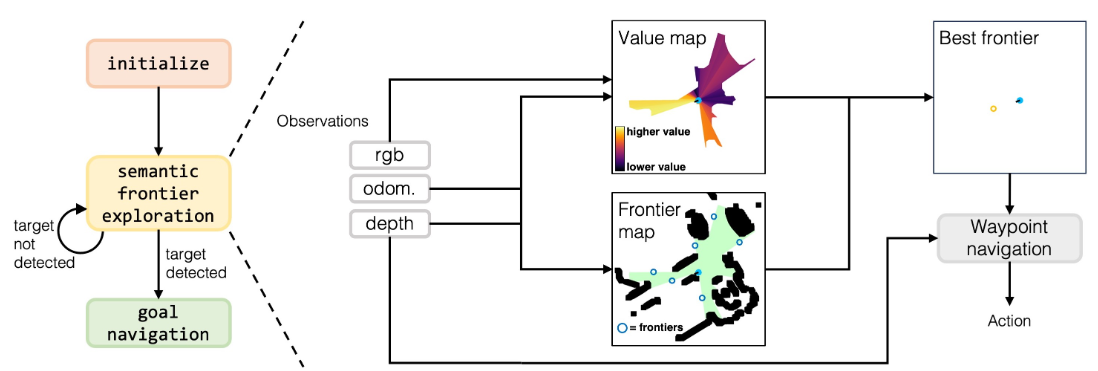 initialize
semantic
frontier
exploration
target
not
detected
target
detected
goal
navigation
Observations
rgb
odom.
depth
Value map
higher value
lower value
Frontier
map
= frontiers
Best frontier
Waypoint
navigation
Action